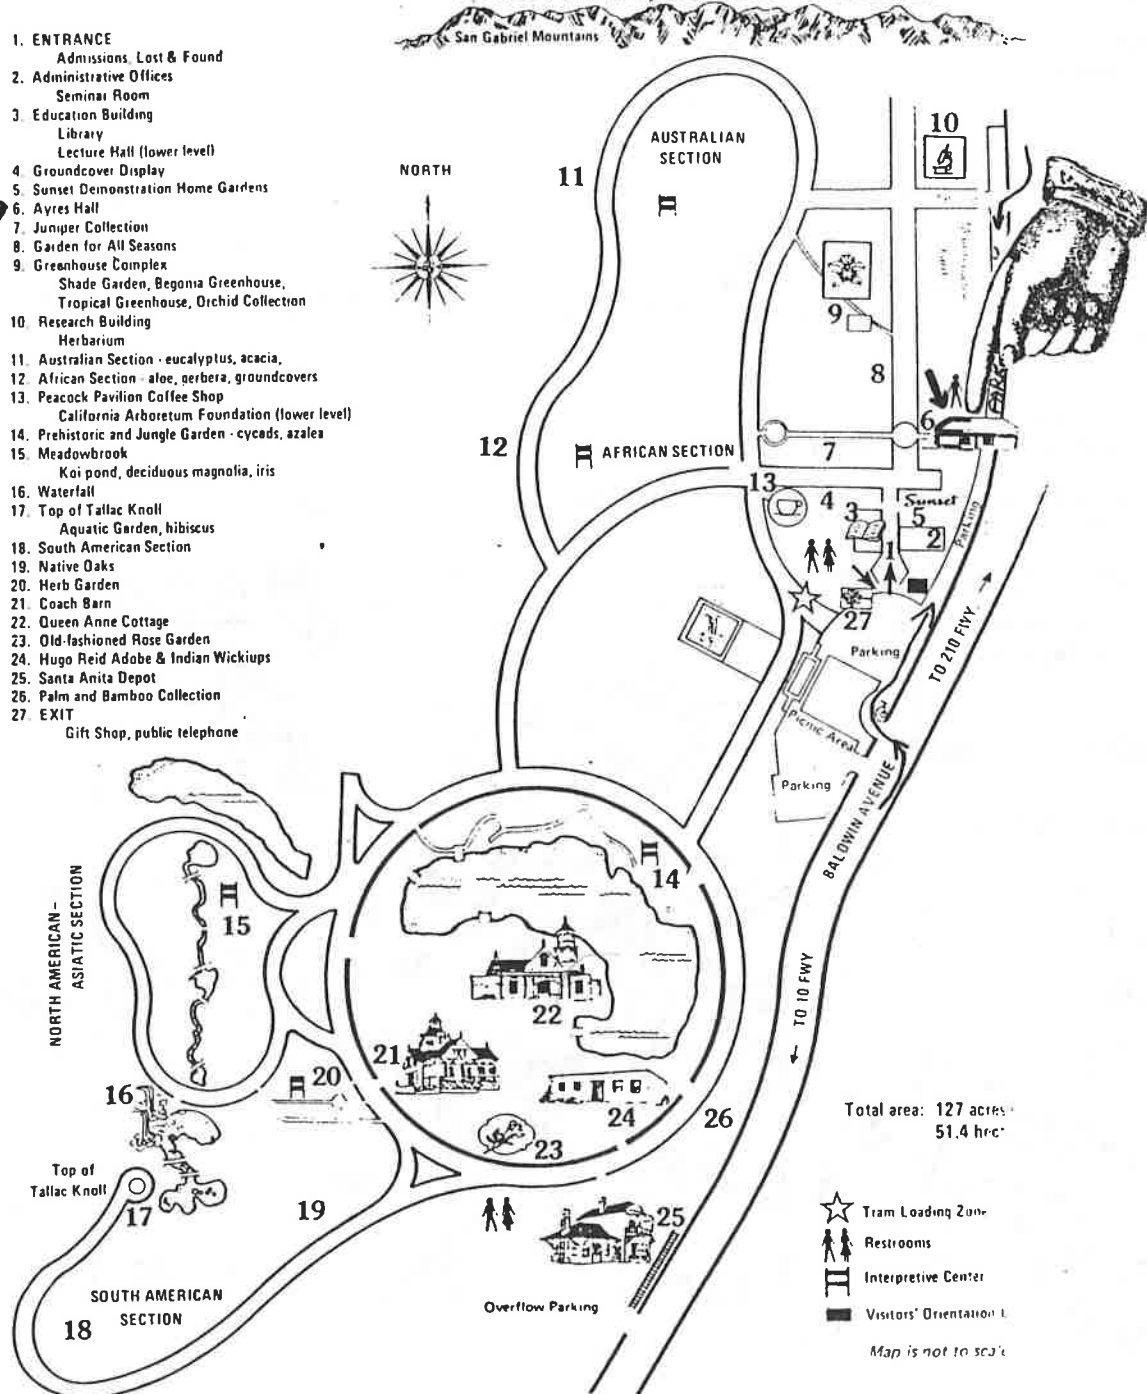 1. ENTRANCE
Admissions, Lost & Found
2. Administrative Offices
Seminar Room
3. Education Building
Library
Lecture Hall (lower level)
4. Groundcover Display
5. Sunset Demonstration Home Gardens
6. Ayres Hall
7. Juniper Collection
8. Garden for All Seasons
9. Greenhouse Complex
Shade Garden, Begonia Greenhouse,
Tropical Greenhouse, Orchid Collection
10. Research Building
Herbarium
11. Australian Section - eucalyptus, acacia,
12. African Section - aloe, gerbera, groundcovers
13. Peacock Pavilion Coffee Shop
California Arboretum Foundation (lower level)
14. Prehistoric and Jungle Garden - cycads, azalea
15. Meadowbrook
Koi pond, deciduous magnolia, iris
16. Waterfall
17. Top of Tallac Knoll
Aquatic Garden, hibiscus
18. South American Section
19. Native Oaks
20. Herb Garden
21. Coach Barn
22. Queen Anne Cottage
23. Old-fashioned Rose Garden
24. Hugo Reid Adobe & Indian Wickiups
25. Santa Anita Depot
26. Palm and Bamboo Collection
27. EXIT
Gift Shop, public telephone
San Gabriel Mountains
NORTH
AUSTRALIAN
SECTION
10
11
9
8
PARK
6
12
AFRICAN SECTION
7
13
4
Sunset
3
5
2
1
Parking
27
Parking
TO 210 FWY.
Picnic Area
Parking
BALDWIN AVENUE
14
NORTH AMERICAN-
ASIATIC SECTION
15
TO 10 FWY
22
21
20
16
24
26
23
Top of
Tallac Knoll
17
19
25
SOUTH AMERICAN
SECTION
18
Overflow Parking
Total area: 127 acres
51.4
Tram Loading Zone
Restrooms
Interpretive Center
Visitors' Orientation
Map is not to scale